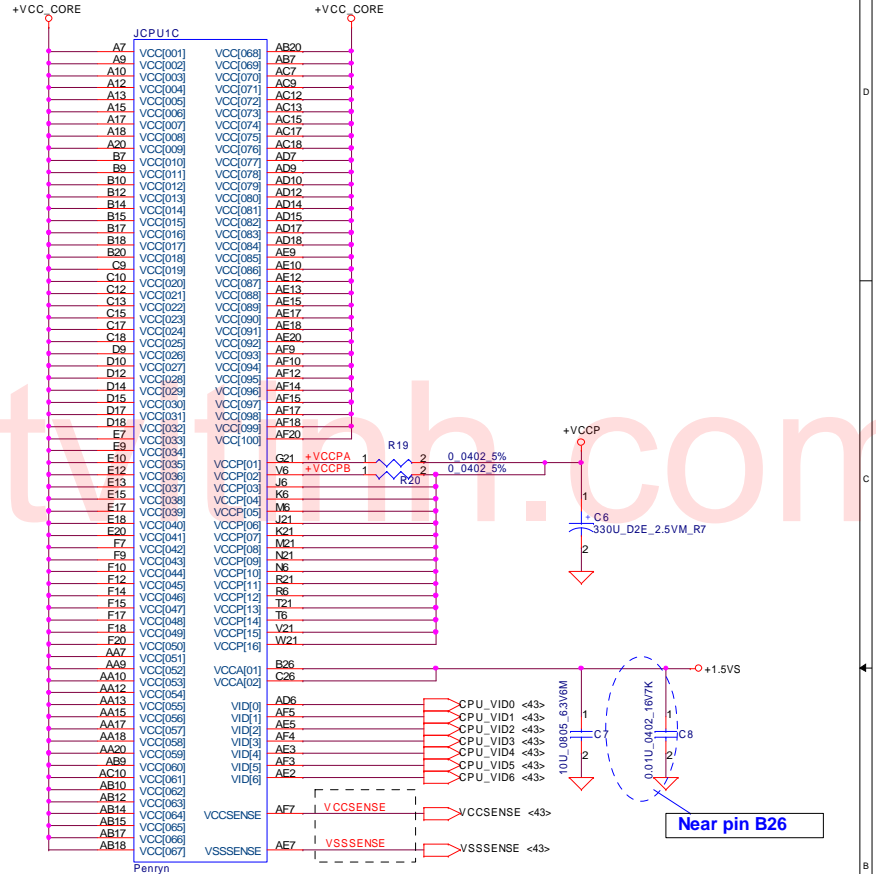 +VCC_CORE +VCC_CORE
JCPU1C
A7 VCC[001] VCC[068] AB20
A9 VCC[002] VCC[069] AB7
A10 VCC[003] VCC[070] AC7
A12 VCC[004] VCC[071] AC9
A13 VCC[005] VCC[072] AC12
A15 VCC[006] VCC[073] AC13
A17 VCC[007] VCC[074] AC15
A18 VCC[008] VCC[075] AC17
A20 VCC[009] VCC[076] AC18
B7 VCC[010] VCC[077] AD7
B9 VCC[011] VCC[078] AD9
B10 VCC[012] VCC[079] AD10
B12 VCC[013] VCC[080] AD12
B14 VCC[014] VCC[081] AD14
B15 VCC[015] VCC[082] AD15
B17 VCC[016] VCC[083] AD17
B18 VCC[017] VCC[084] AD18
B20 VCC[018] VCC[085] AE9
C9 VCC[019] VCC[086] AE10
C10 VCC[020] VCC[087] AE12
C12 VCC[021] VCC[088] AE13
C13 VCC[022] VCC[089] AE15
C15 VCC[023] VCC[090] AE17
C17 VCC[024] VCC[091] AE18
C18 VCC[025] VCC[092] AE20
D9 VCC[026] VCC[093] AF9
D10 VCC[027] VCC[094] AF10
D12 VCC[028] VCC[095] AF12
D14 VCC[029] VCC[096] AF14
D15 VCC[030] VCC[097] AF15
D17 VCC[031] VCC[098] AF17
D18 VCC[032] VCC[099] AF18
E7 VCC[033] VCC[100] AF20
E9 VCC[034]
E10 VCC[035] VCCP[01] G21 +VCCPA 1 R19 2 0_0402_5%
E12 VCC[036] VCCP[02] V6 +VCCPB 1 R20 2 0_0402_5%
E13 VCC[037] VCCP[03] J6
E15 VCC[038] VCCP[04] K6
E17 VCC[039] VCCP[05] M6
E18 VCC[040] VCCP[06] J21
E20 VCC[041] VCCP[07] K21
F7 VCC[042] VCCP[08] M21
F9 VCC[043] VCCP[09] N21
F10 VCC[044] VCCP[10] N6
F12 VCC[045] VCCP[11] R21
F14 VCC[046] VCCP[12] R6
F15 VCC[047] VCCP[13] T21
F17 VCC[048] VCCP[14] T6
F18 VCC[049] VCCP[15] V21
F20 VCC[050] VCCP[16] W21
AA7 VCC[051]
AA9 VCC[052] VCCA[01] B26
AA10 VCC[053] VCCA[02] C26
AA12 VCC[054]
AA13 VCC[055] VID[0] AD6 CPU_VID0 <43>
AA15 VCC[056] VID[1] AF5 CPU_VID1 <43>
AA17 VCC[057] VID[2] AE5 CPU_VID2 <43>
AA18 VCC[058] VID[3] AF4 CPU_VID3 <43>
AA20 VCC[059] VID[4] AE3 CPU_VID4 <43>
AB9 VCC[060] VID[5] AF3 CPU_VID5 <43>
AC10 VCC[061] VID[6] AE2 CPU_VID6 <43>
AB10 VCC[062]
AB12 VCC[063]
AB14 VCC[064] VCCSENSE AF7 VCCSENSE VCCSENSE <43>
AB15 VCC[065]
AB17 VCC[066]
AB18 VCC[067] VSSSENSE AE7 VSSSENSE VSSSENSE <43>
Penryn
+VCCP
1
+ C6
330U_D2E_2.5VM_R7
2
+1.5VS
10U_0805_6.3V6M
1
C7
2
0.01U_0402_16V7K
1
C8
2
Near pin B26
D
C
B
tvtinh.com